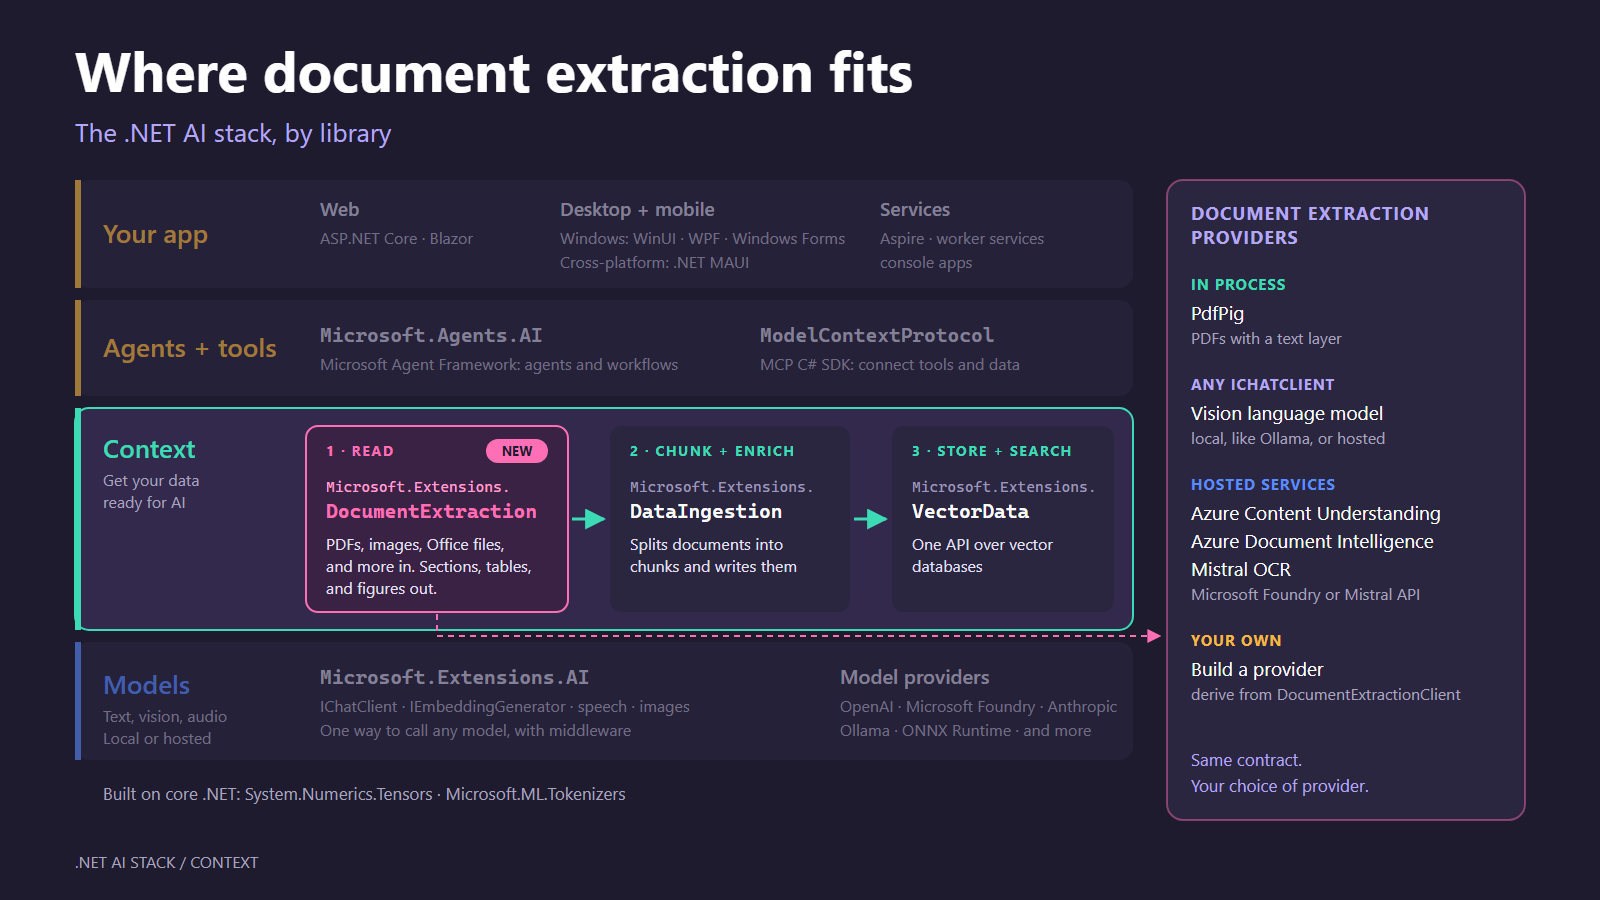 Where document extraction fits
The .NET AI stack, by library
Your app
Web
ASP.NET Core · Blazor
Desktop + mobile
Windows: WinUI · WPF · Windows Forms
Cross-platform: .NET MAUI
Services
Aspire · worker services
console apps
Agents + tools
Microsoft.Agents.AI
Microsoft Agent Framework: agents and workflows
ModelContextProtocol
MCP C# SDK: connect tools and data
Context
Get your data
ready for AI
1 · READ
NEW
Microsoft.Extensions.
DocumentExtraction
PDFs, images, Office files,
and more in. Sections, tables,
and figures out.
2 · CHUNK + ENRICH
Microsoft.Extensions.
DataIngestion
Splits documents into
chunks and writes them
3 · STORE + SEARCH
Microsoft.Extensions.
VectorData
One API over vector
databases
Models
Text, vision, audio
Local or hosted
Microsoft.Extensions.AI
IChatClient · IEmbeddingGenerator · speech · images
One way to call any model, with middleware
Model providers
OpenAI · Microsoft Foundry · Anthropic
Ollama · ONNX Runtime · and more
Built on core .NET: System.Numerics.Tensors · Microsoft.ML.Tokenizers
.NET AI STACK / CONTEXT
DOCUMENT EXTRACTION
PROVIDERS
IN PROCESS
PdfPig
PDFs with a text layer
ANY ICHATCLIENT
Vision language model
local, like Ollama, or hosted
HOSTED SERVICES
Azure Content Understanding
Azure Document Intelligence
Mistral OCR
Microsoft Foundry or Mistral API
YOUR OWN
Build a provider
derive from DocumentExtractionClient
Same contract.
Your choice of provider.